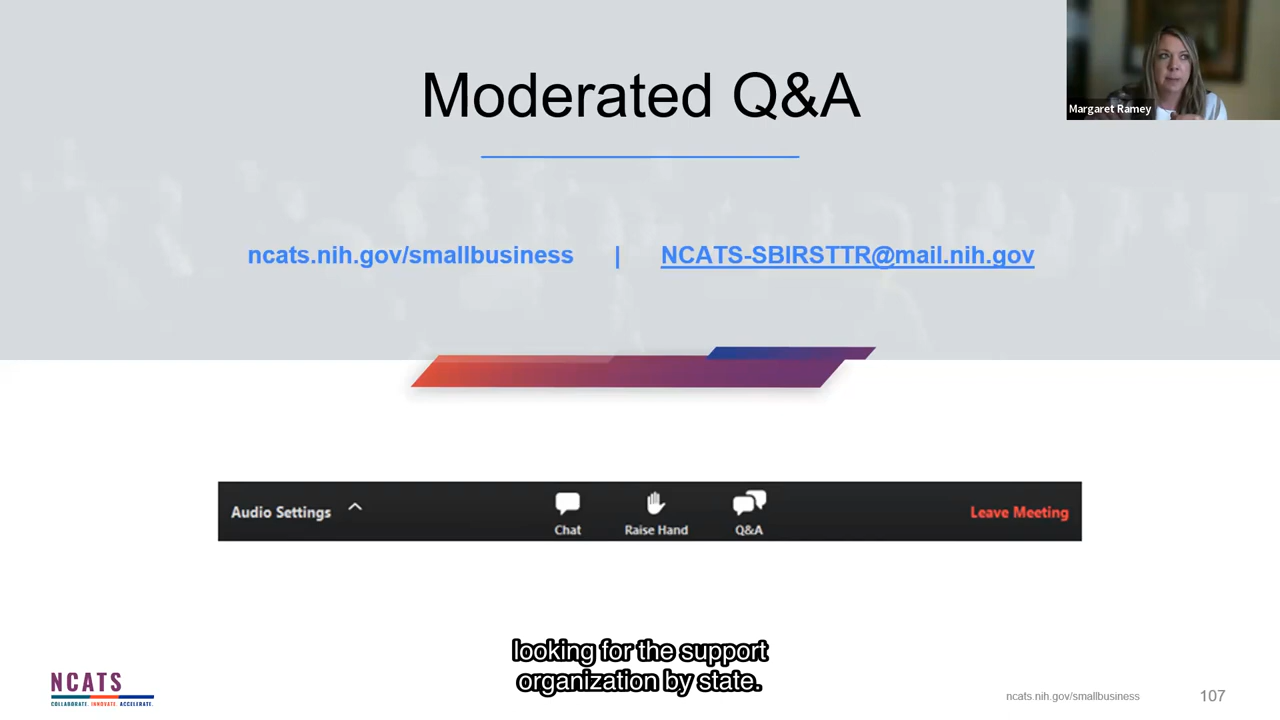 Moderated Q&A
Margaret Ramey
ncats.nih.gov/smallbusiness | NCATS-SBIRSTTR@mail.nih.gov
Audio Settings
Chat
Raise Hand
Q&A
Leave Meeting
looking for the support
organization by state.
NCATS
COLLABORATE. INNOVATE. ACCELERATE.
ncats.nih.gov/smallbusiness
107